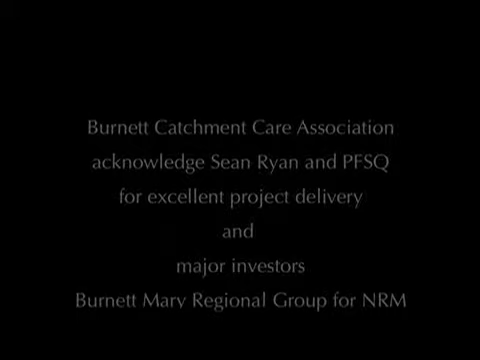 Burnett Catchment Care Association
acknowledge Sean Ryan and PFSQ
for excellent project delivery
and
major investors
Burnett Mary Regional Group for NRM